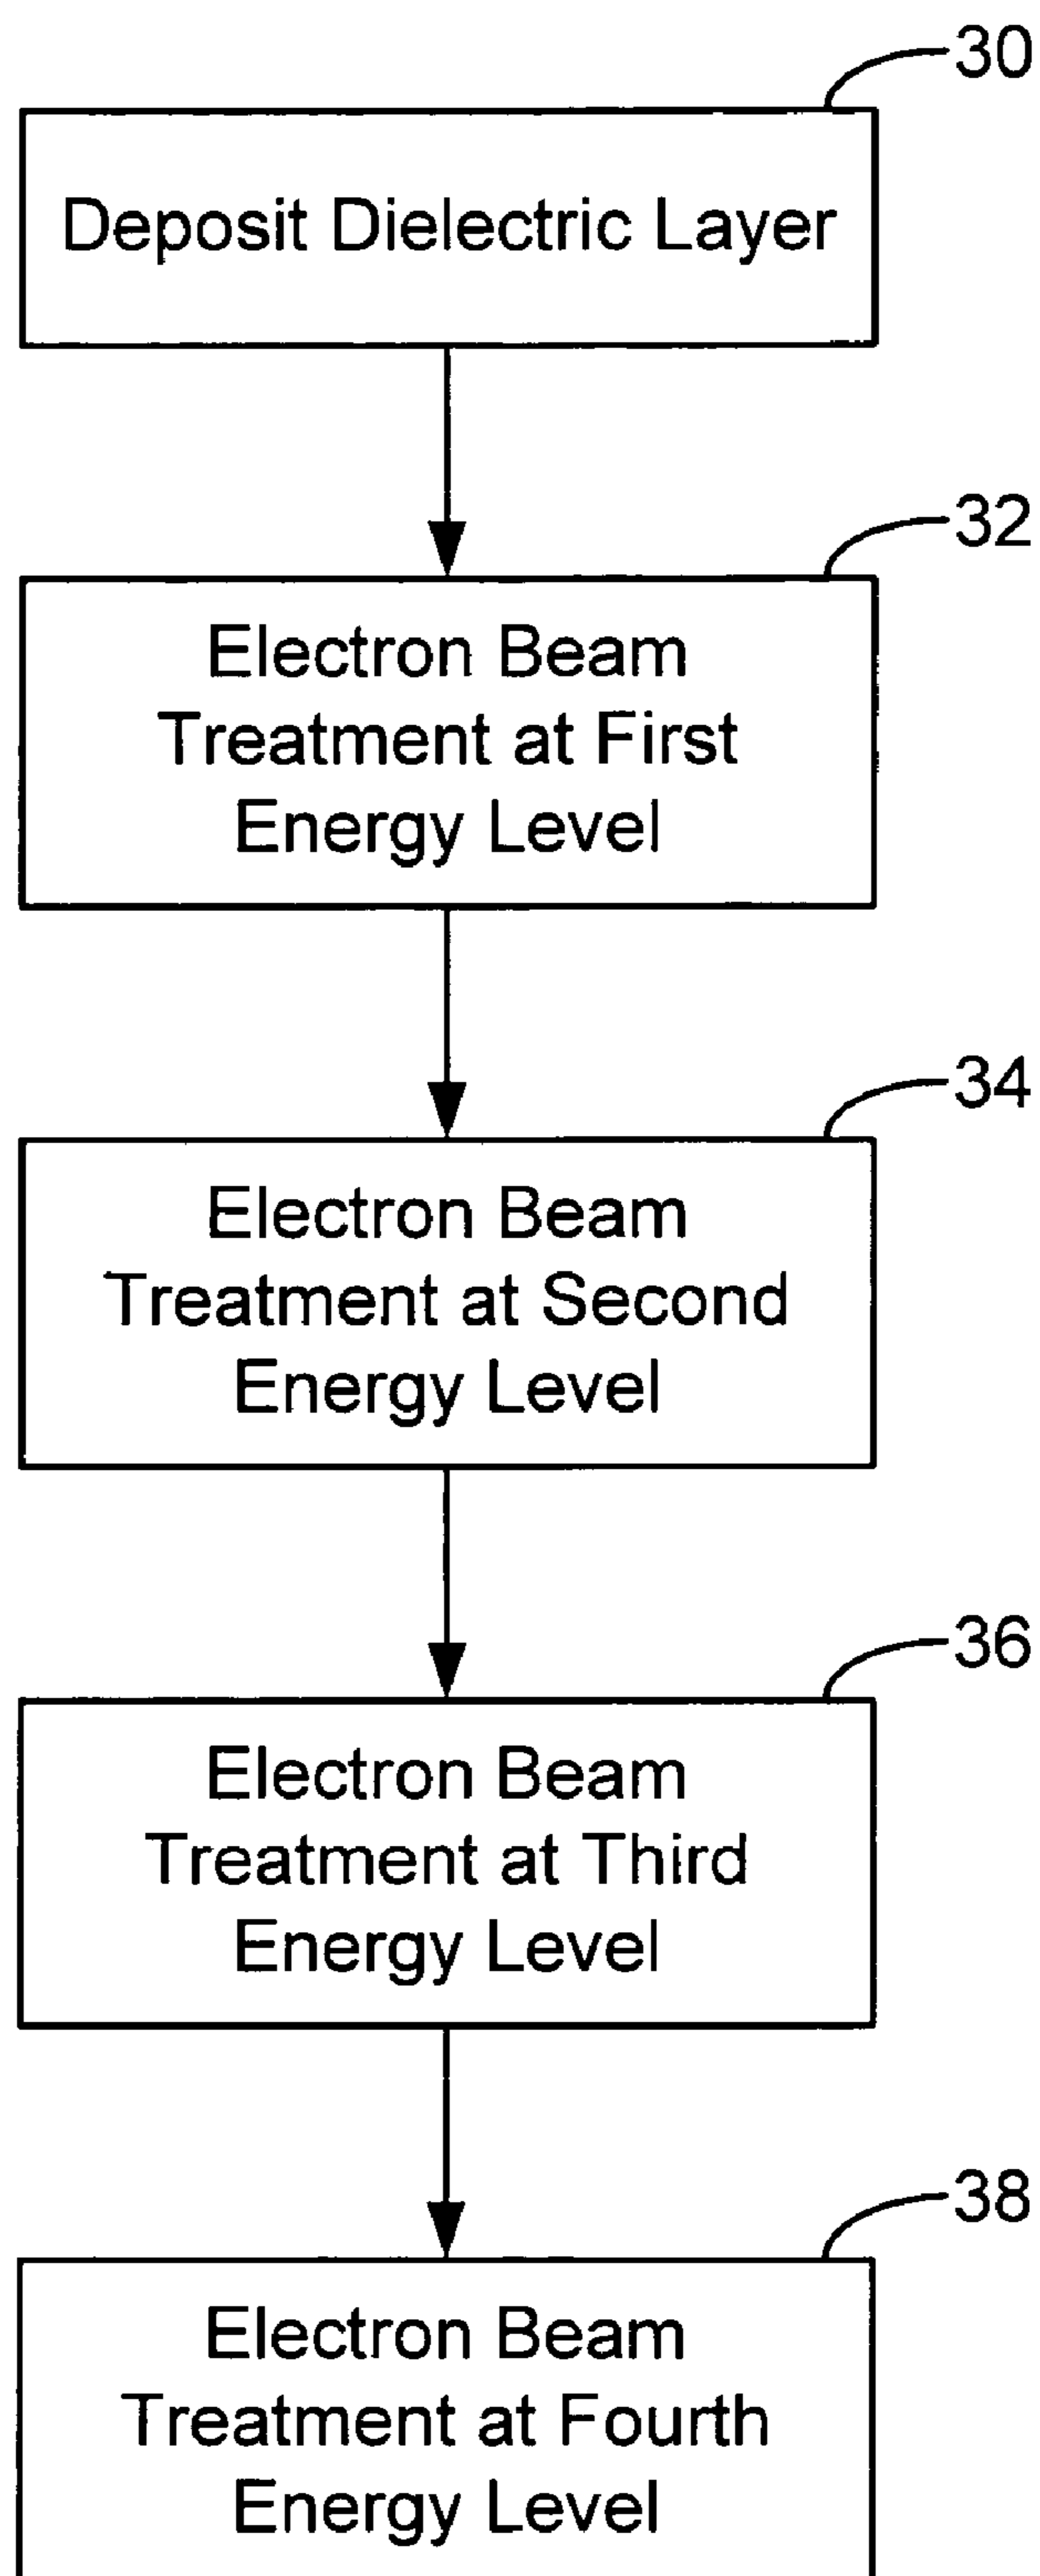 30
Deposit Dielectric Layer
32
Electron Beam
Treatment at First
Energy Level
34
Electron Beam
Treatment at Second
Energy Level
36
Electron Beam
Treatment at Third
Energy Level
38
Electron Beam
Treatment at Fourth
Energy Level